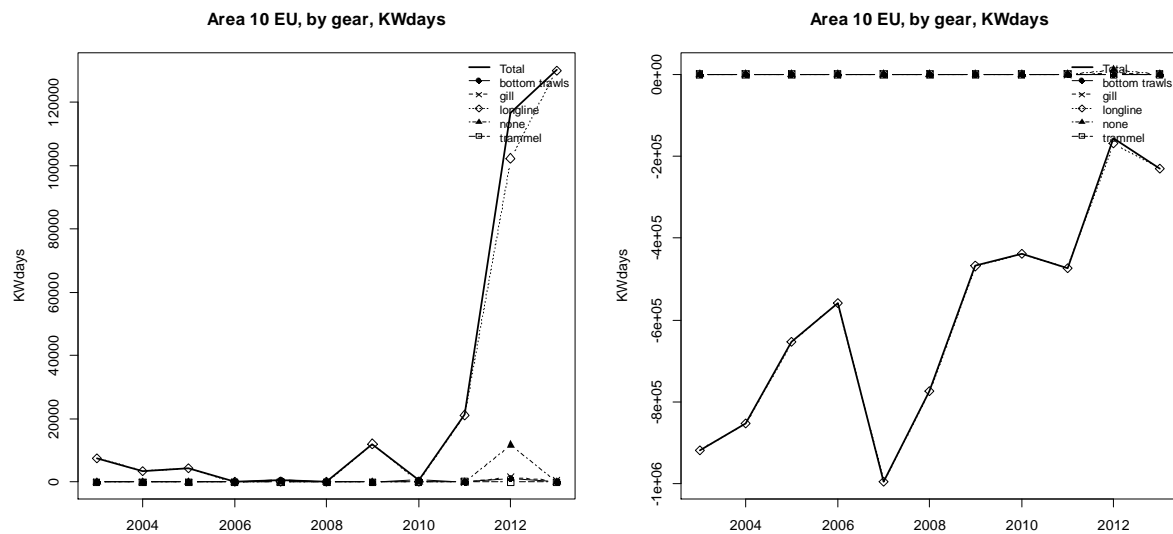 Area 10 EU, by gear, KWdays
KWdays
120000
100000
80000
60000
40000
20000
0
2004 2006 2008 2010 2012
Total
bottom trawls
gill
longline
none
trammel
Area 10 EU, by gear, KWdays
KWdays
0e+00
-2e+05
-4e+05
-6e+05
-8e+05
-1e+06
2004 2006 2008 2010 2012
Total
bottom trawls
gill
longline
none
trammel